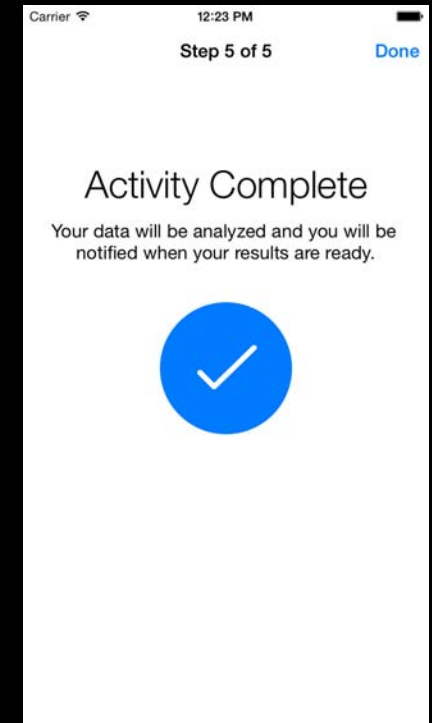 Carrier 12:23 PM
Step 5 of 5 Done
Activity Complete
Your data will be analyzed and you will be
notified when your results are ready.